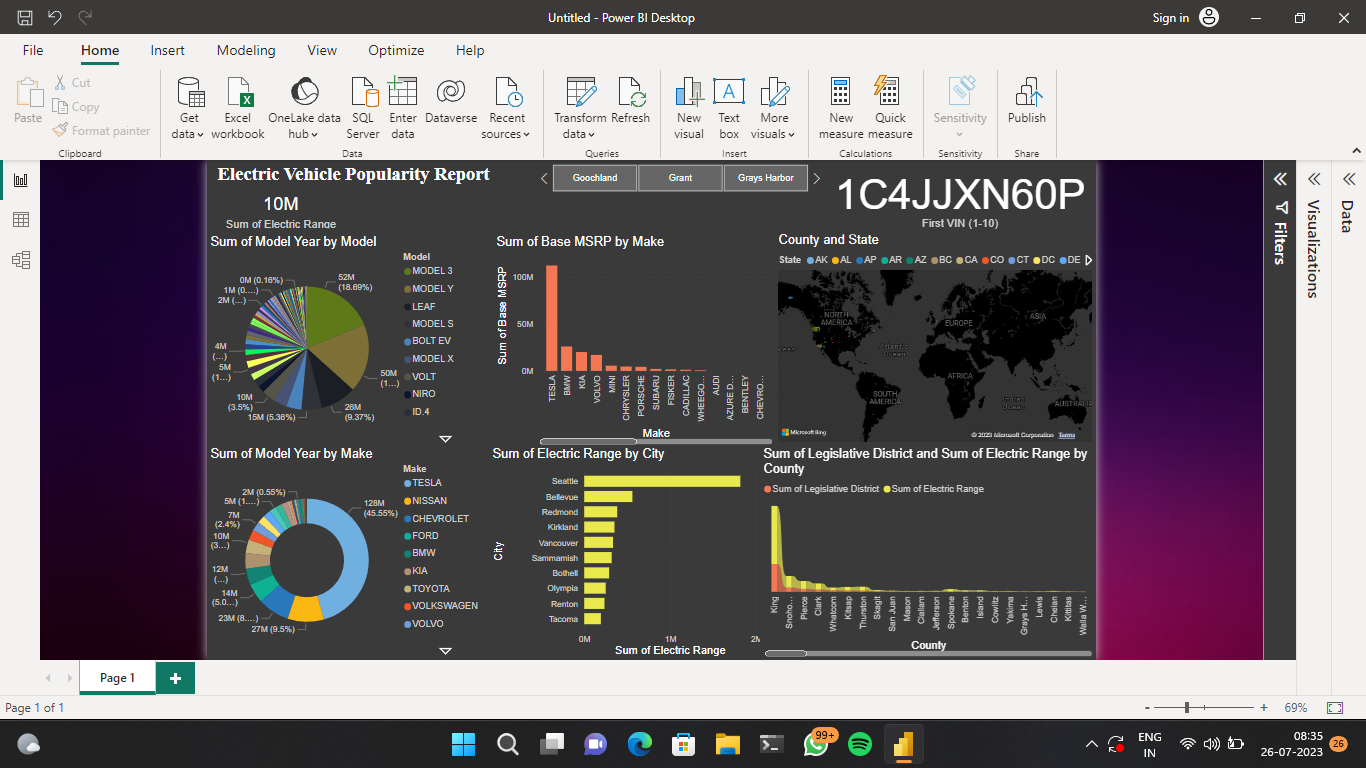 Untitled - Power BI Desktop
Sign in
File Home Insert Modeling View Optimize Help
Paste
Cut
Copy
Format painter
Clipboard
Get data
Excel workbook
OneLake data hub
SQL Server
Enter data
Dataverse
Recent sources
Data
Transform data
Refresh
Queries
New visual
Text box
More visuals
Insert
New measure
Quick measure
Calculations
Sensitivity
Sensitivity
Publish
Share
Electric Vehicle Popularity Report
Goochland Grant Grays Harbor
10M
Sum of Electric Range
1C4JJXN60P
First VIN (1-10)
Filters
Visualizations
Data
Sum of Model Year by Model
0M (0.16%)
1M (0....)
2M (...)
4M
(...)
5M
(1...
10M
(3.5%)
15M (5.36%)
26M
(9.37%)
50M
(1...
52M
(18.69%)
Model
MODEL 3
MODEL Y
LEAF
MODEL S
BOLT EV
MODEL X
VOLT
NIRO
ID.4
Sum of Base MSRP by Make
Sum of Base MSRP
100M
50M
0M
TESLA
BMW
KIA
VOLVO
MINI
CHRYSLER
PORSCHE
SUBARU
FISKER
CADILLAC
WHEEGO...
AUDI
AZURE D...
BENTLEY
CHEVRO...
Make
County and State
State AK AL AP AR AZ BC CA CO CT DC DE
NORTH
AMERICA
EUROPE
ASIA
Atlantic
Ocean
AFRICA
SOUTH
AMERICA
Indian
Ocean
AUSTRALIA
Microsoft Bing
© 2023 Microsoft Corporation Terms
Sum of Model Year by Make
2M (0.55%)
5M (1....)
7M
(2.4%)
10M
(3...
12M
(...)
14M
(5.0...
23M (8....)
27M (9.5%)
128M
(45.55%)
Make
TESLA
NISSAN
CHEVROLET
FORD
BMW
KIA
TOYOTA
VOLKSWAGEN
VOLVO
Sum of Electric Range by City
City
Seattle
Bellevue
Redmond
Kirkland
Vancouver
Sammamish
Bothell
Olympia
Renton
Tacoma
0M 1M 2M
Sum of Electric Range
Sum of Legislative District and Sum of Electric Range by
County
Sum of Legislative District Sum of Electric Range
King
Snoho...
Pierce
Clark
Whatcom
Kitsap
Thurston
Skagit
San Juan
Mason
Clallam
Jefferson
Spokane
Benton
Island
Cowlitz
Yakima
Grays H...
Lewis
Chelan
Kittitas
Walla W...
County
Page 1
Page 1 of 1
69%
99+
ENG
IN
08:35
26-07-2023
26